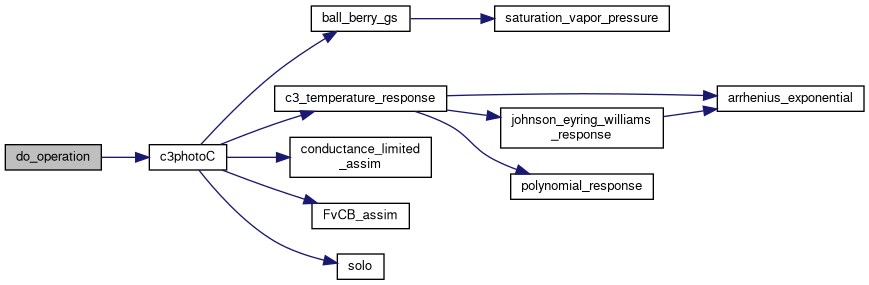 do_operation
c3photoC
ball_berry_gs
saturation_vapor_pressure
c3_temperature_response
arrhenius_exponential
johnson_eyring_williams
_response
polynomial_response
conductance_limited
_assim
FvCB_assim
solo